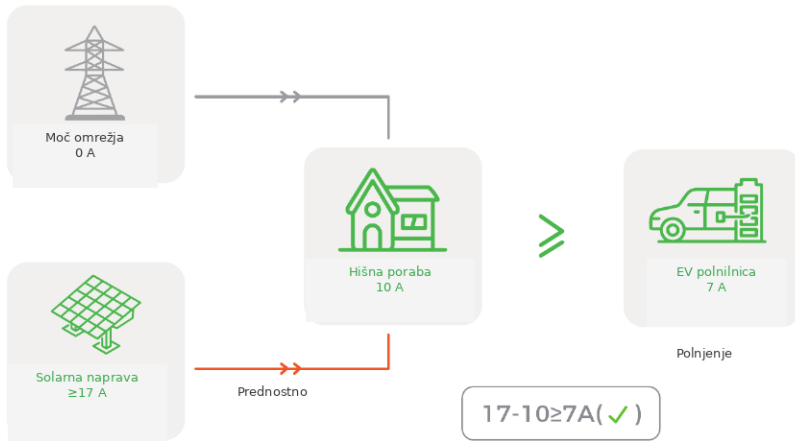 Moč omrežja
0 A
Hišna poraba
10 A
EV polnilnica
7 A
Polnjenje
Solarna naprava
≥17 A
Prednostno
17-10≥7A(✓)